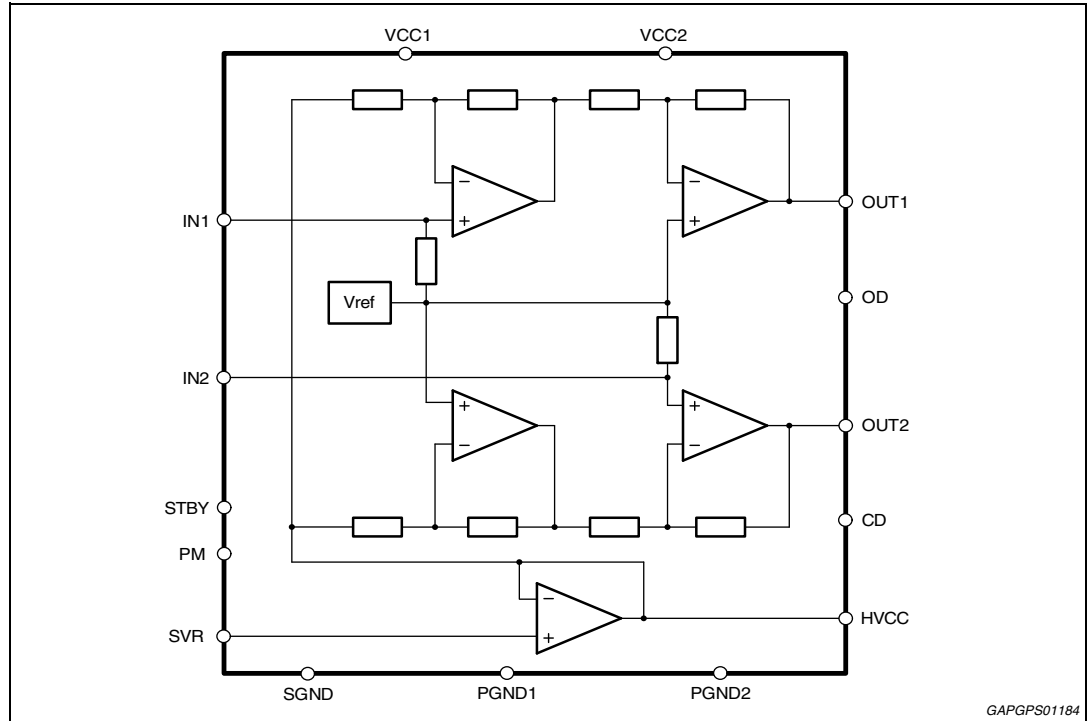 VCC1 VCC2
− −
IN1 + + OUT1
Vref OD
IN2
+ +
− − OUT2
STBY CD
PM
−
SVR + HVCC
SGND PGND1 PGND2
GAPGPS01184